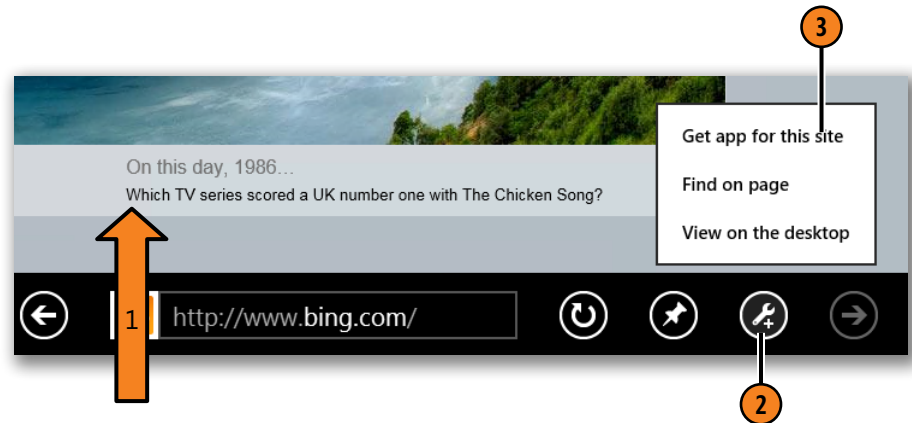 3
Get app for this site
On this day, 1986...
Which TV series scored a UK number one with The Chicken Song?
Find on page
View on the desktop
1
http://www.bing.com/
2